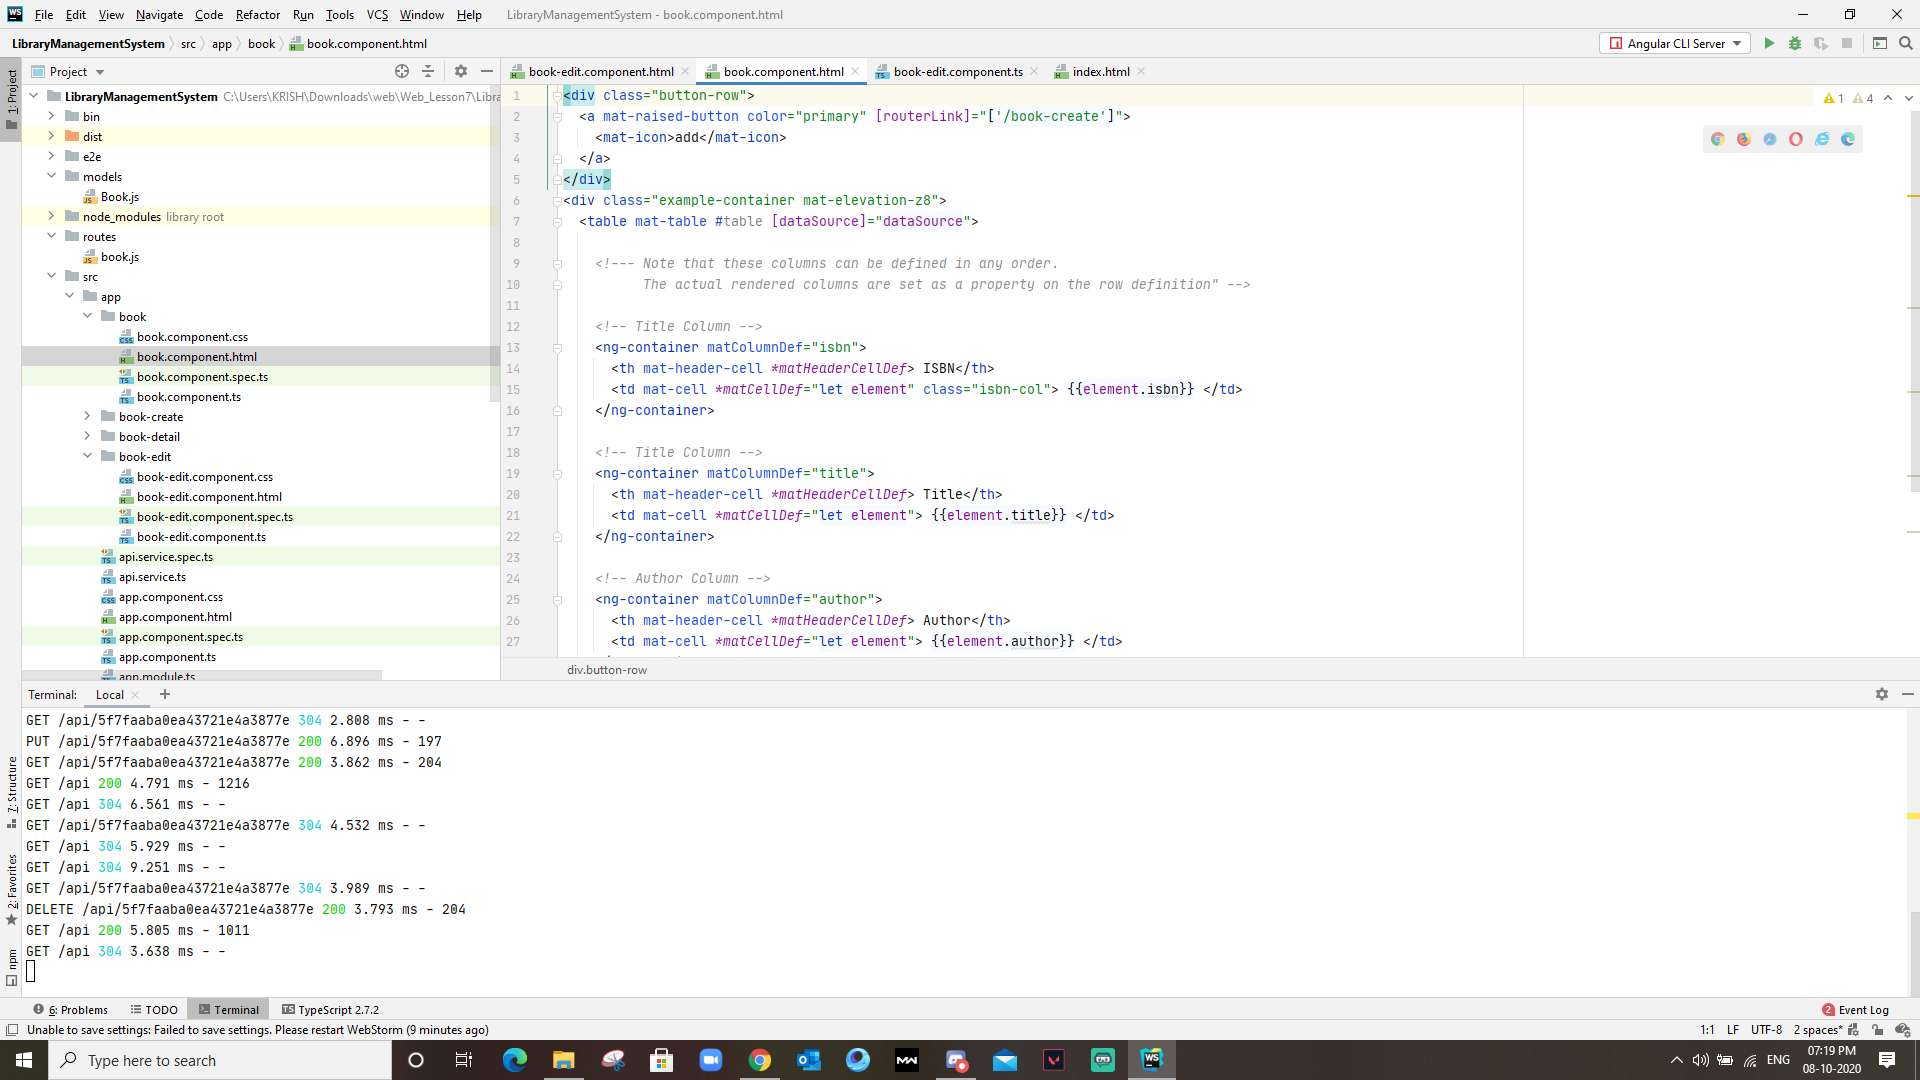 File Edit View Navigate Code Refactor Run Tools VCS Window Help LibraryManagementSystem - book.component.html
LibraryManagementSystem src app book book.component.html Angular CLI Server
Project book-edit.component.html book.component.html book-edit.component.ts index.html
1: Project
LibraryManagementSystem C:\Users\KRISH\Downloads\web\Web_Lesson7\Libra
bin
dist
e2e
models
Book.js
node_modules library root
routes
book.js
src
app
book
book.component.css
book.component.html
book.component.spec.ts
book.component.ts
book-create
book-detail
book-edit
book-edit.component.css
book-edit.component.html
book-edit.component.spec.ts
book-edit.component.ts
api.service.spec.ts
api.service.ts
app.component.css
app.component.html
app.component.spec.ts
app.component.ts
app.module.ts
1 <div class="button-row">
2 <a mat-raised-button color="primary" [routerLink]="['/book-create']">
3 <mat-icon>add</mat-icon>
4 </a>
5 </div>
6 <div class="example-container mat-elevation-z8">
7 <table mat-table #table [dataSource]="dataSource">
8
9 <!--- Note that these columns can be defined in any order.
10 The actual rendered columns are set as a property on the row definition" -->
11
12 <!-- Title Column -->
13 <ng-container matColumnDef="isbn">
14 <th mat-header-cell *matHeaderCellDef> ISBN</th>
15 <td mat-cell *matCellDef="let element" class="isbn-col"> {{element.isbn}} </td>
16 </ng-container>
17
18 <!-- Title Column -->
19 <ng-container matColumnDef="title">
20 <th mat-header-cell *matHeaderCellDef> Title</th>
21 <td mat-cell *matCellDef="let element"> {{element.title}} </td>
22 </ng-container>
23
24 <!-- Author Column -->
25 <ng-container matColumnDef="author">
26 <th mat-header-cell *matHeaderCellDef> Author</th>
27 <td mat-cell *matCellDef="let element"> {{element.author}} </td>
1 4
div.button-row
Terminal: Local
GET /api/5f7faaba0ea43721e4a3877e 304 2.808 ms - -
PUT /api/5f7faaba0ea43721e4a3877e 200 6.896 ms - 197
GET /api/5f7faaba0ea43721e4a3877e 200 3.862 ms - 204
GET /api 200 4.791 ms - 1216
GET /api 304 6.561 ms - -
GET /api/5f7faaba0ea43721e4a3877e 304 4.532 ms - -
GET /api 304 5.929 ms - -
GET /api 304 9.251 ms - -
GET /api/5f7faaba0ea43721e4a3877e 304 3.989 ms - -
DELETE /api/5f7faaba0ea43721e4a3877e 200 3.793 ms - 204
GET /api 200 5.805 ms - 1011
GET /api 304 3.638 ms - -
7: Structure
2: Favorites
npm
6: Problems TODO Terminal TypeScript 2.7.2 2 Event Log
Unable to save settings: Failed to save settings. Please restart WebStorm (9 minutes ago) 1:1 LF UTF-8 2 spaces*
Type here to search ENG 07:19 PM
08-10-2020